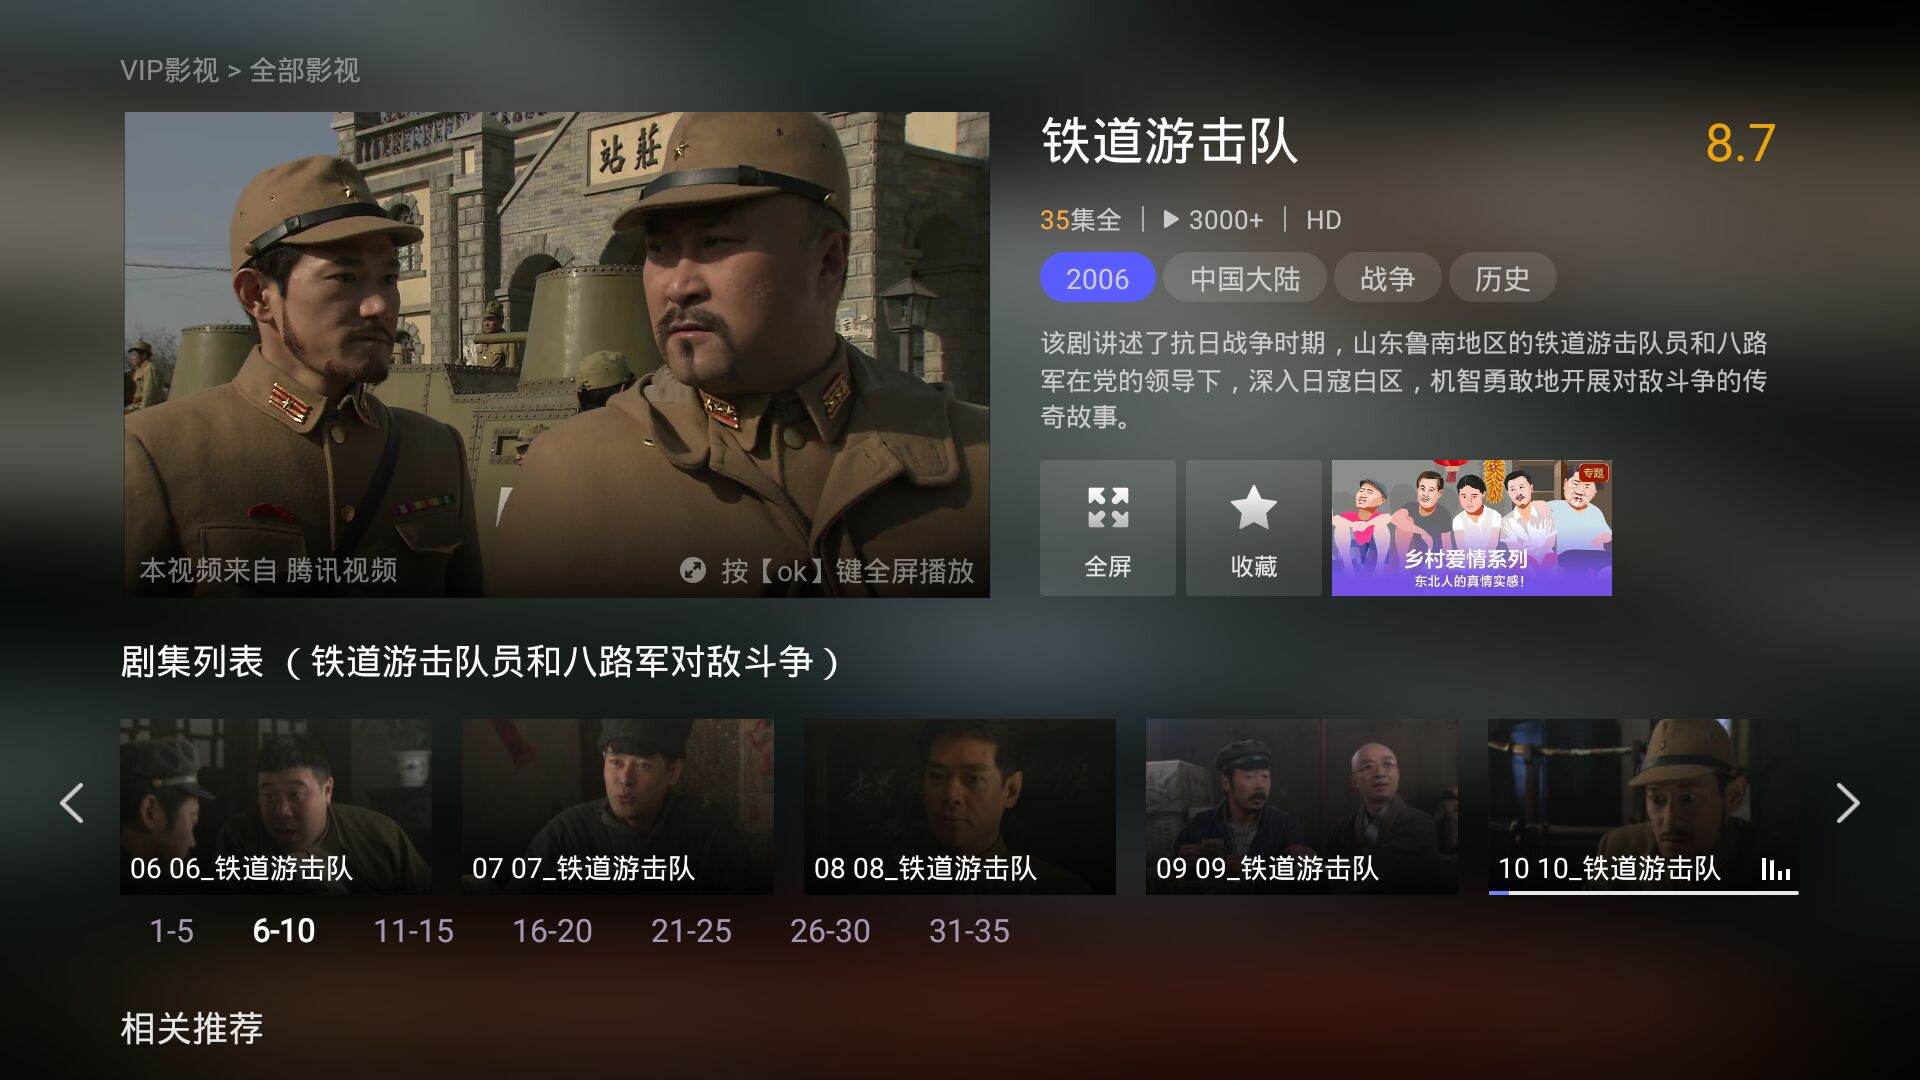 VIP影视 > 全部影视
站莊
本视频来自 腾讯视频
按【ok】键全屏播放
铁道游击队
8.7
35集全 | 3000+ | HD
2006 中国大陆 战争 历史
该剧讲述了抗日战争时期，山东鲁南地区的铁道游击队员和八路
军在党的领导下，深入日寇白区，机智勇敢地开展对敌斗争的传
奇故事。
全屏
收藏
专题
乡村爱情系列
东北人的真情实感！
剧集列表 （铁道游击队员和八路军对敌斗争）
06 06_铁道游击队
07 07_铁道游击队
08 08_铁道游击队
09 09_铁道游击队
10 10_铁道游击队
1-5 6-10 11-15 16-20 21-25 26-30 31-35
相关推荐